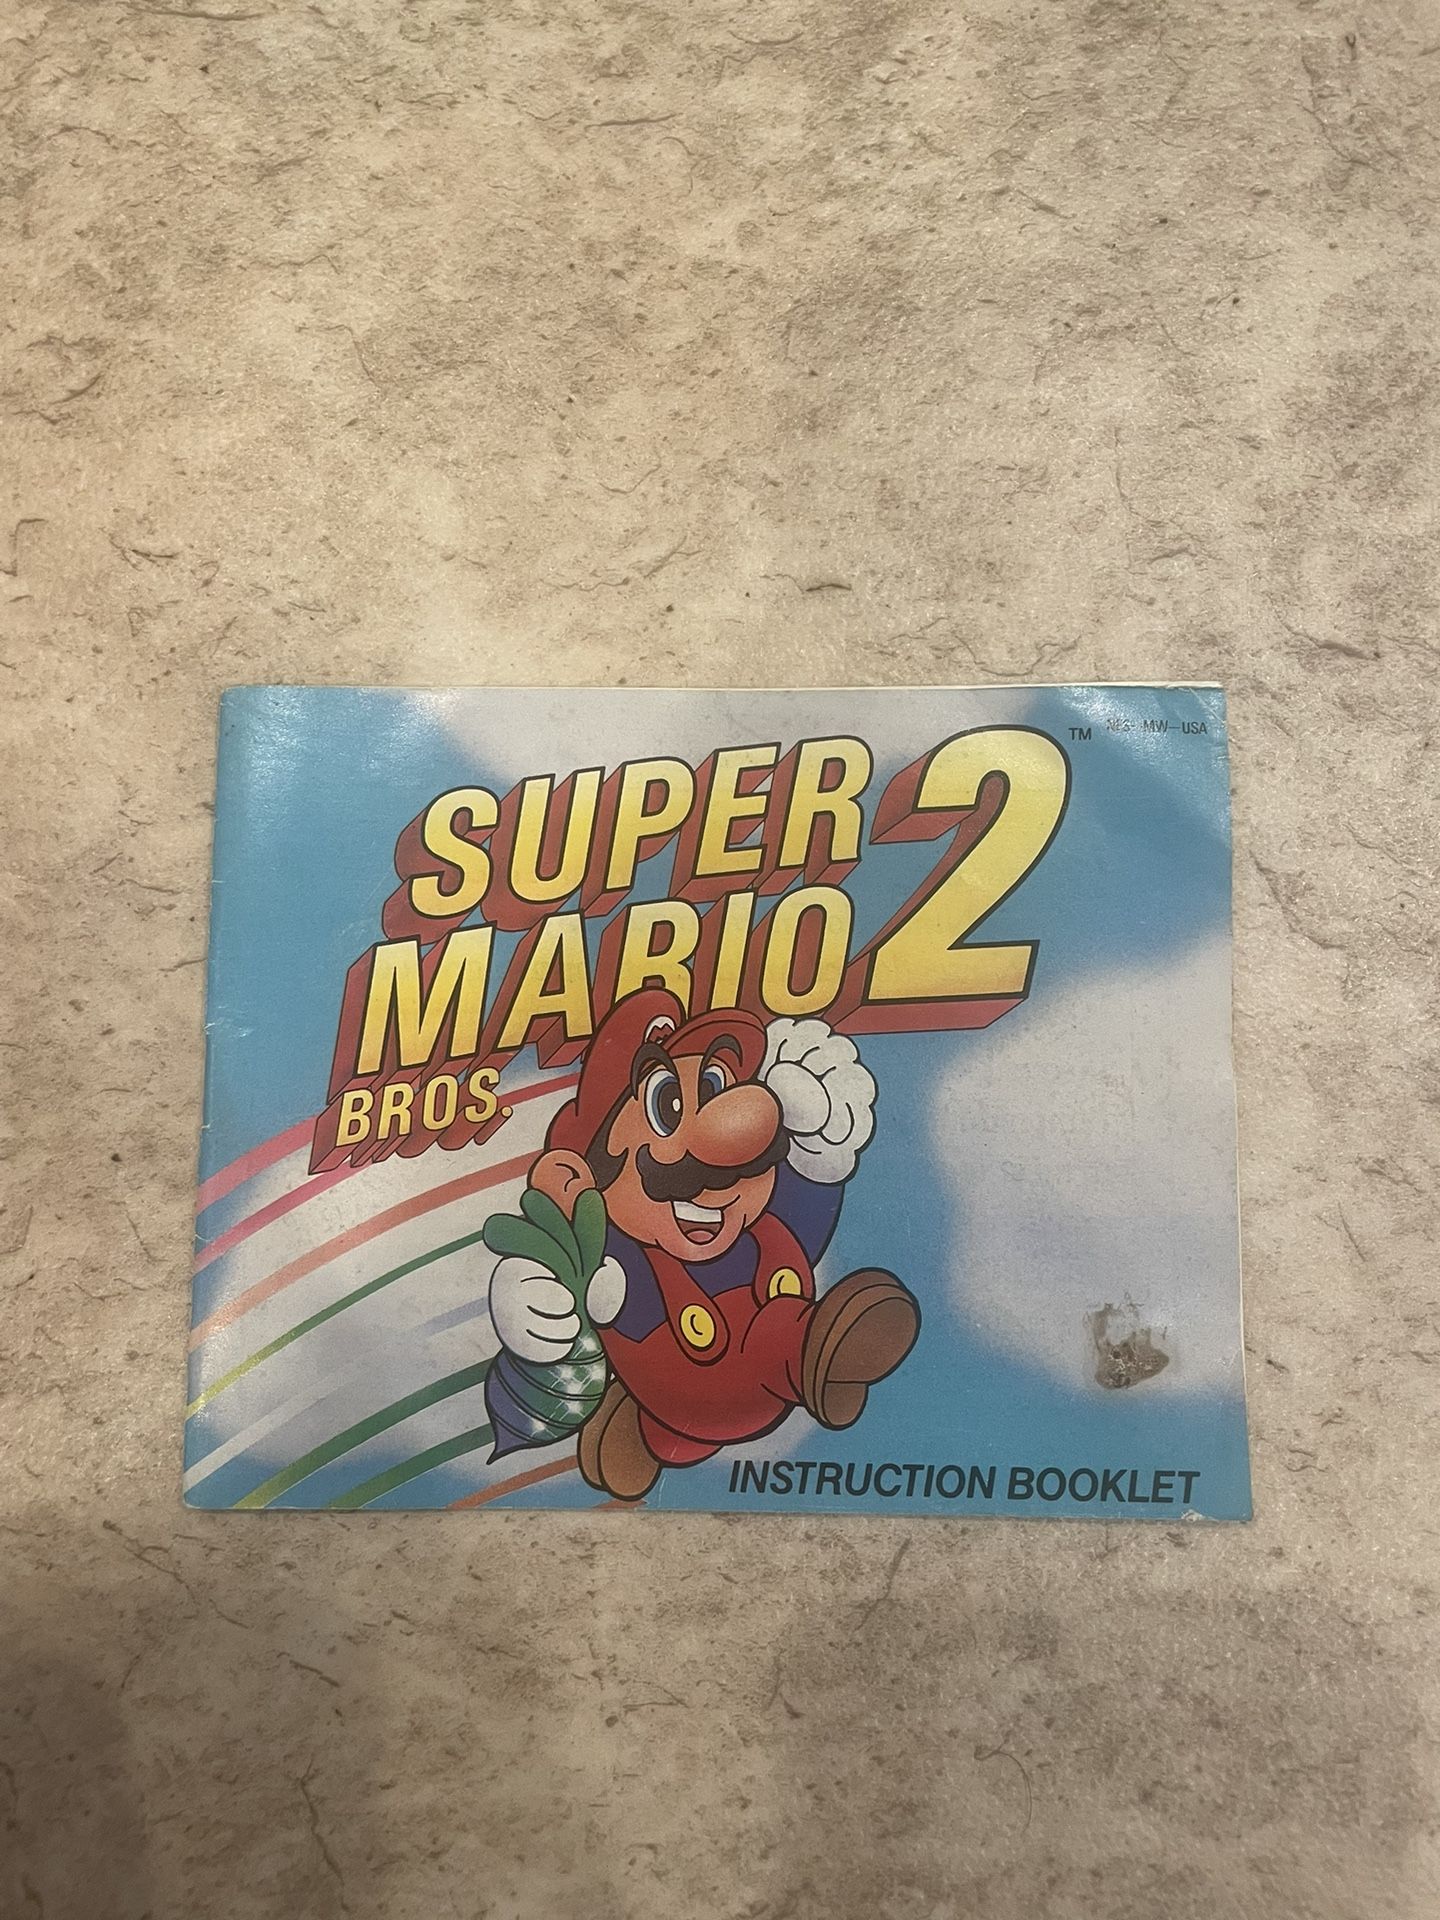 SUPER
MARIO
BROS.
2
TM
NES-MW-USA
M
INSTRUCTION BOOKLET